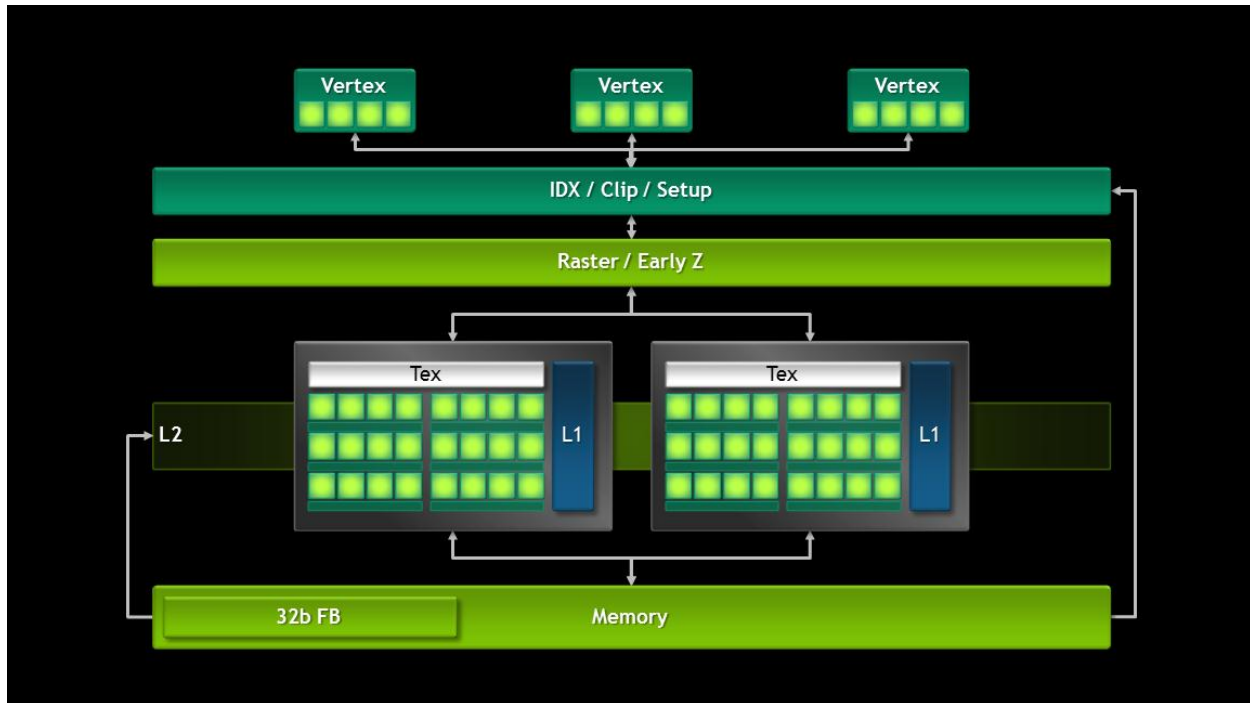 Vertex
Vertex
Vertex
IDX / Clip / Setup
Raster / Early Z
Tex
Tex
L2
L1
L1
32b FB
Memory